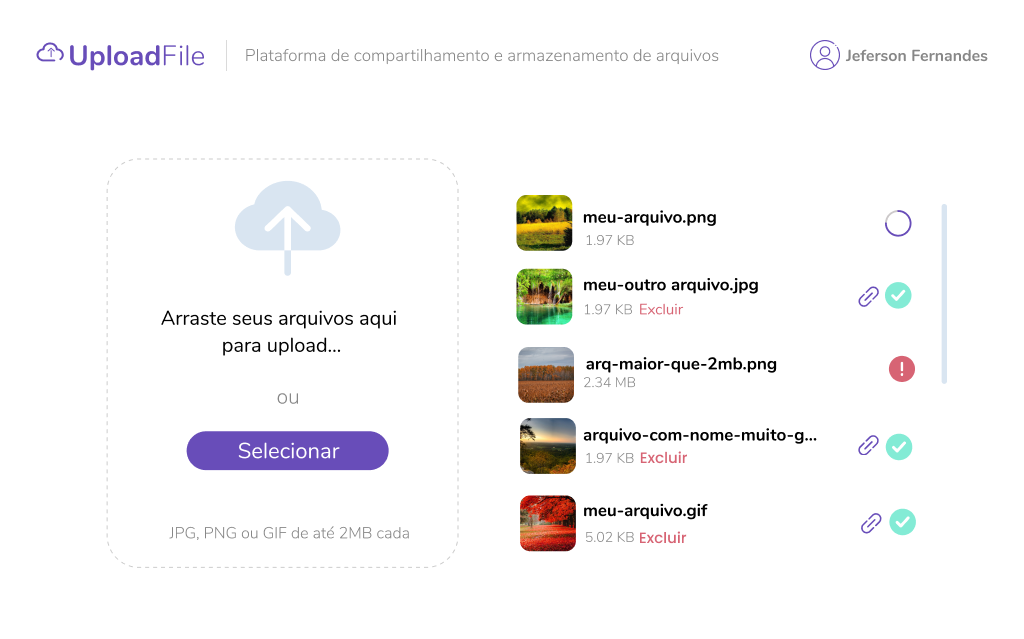 UploadFile
Plataforma de compartilhamento e armazenamento de arquivos
Jeferson Fernandes
Arraste seus arquivos aqui
para upload...
ou
Selecionar
JPG, PNG ou GIF de até 2MB cada
meu-arquivo.png
1.97 KB
meu-outro arquivo.jpg
1.97 KB Excluir
arq-maior-que-2mb.png
2.34 MB
arquivo-com-nome-muito-g...
1.97 KB Excluir
meu-arquivo.gif
5.02 KB Excluir